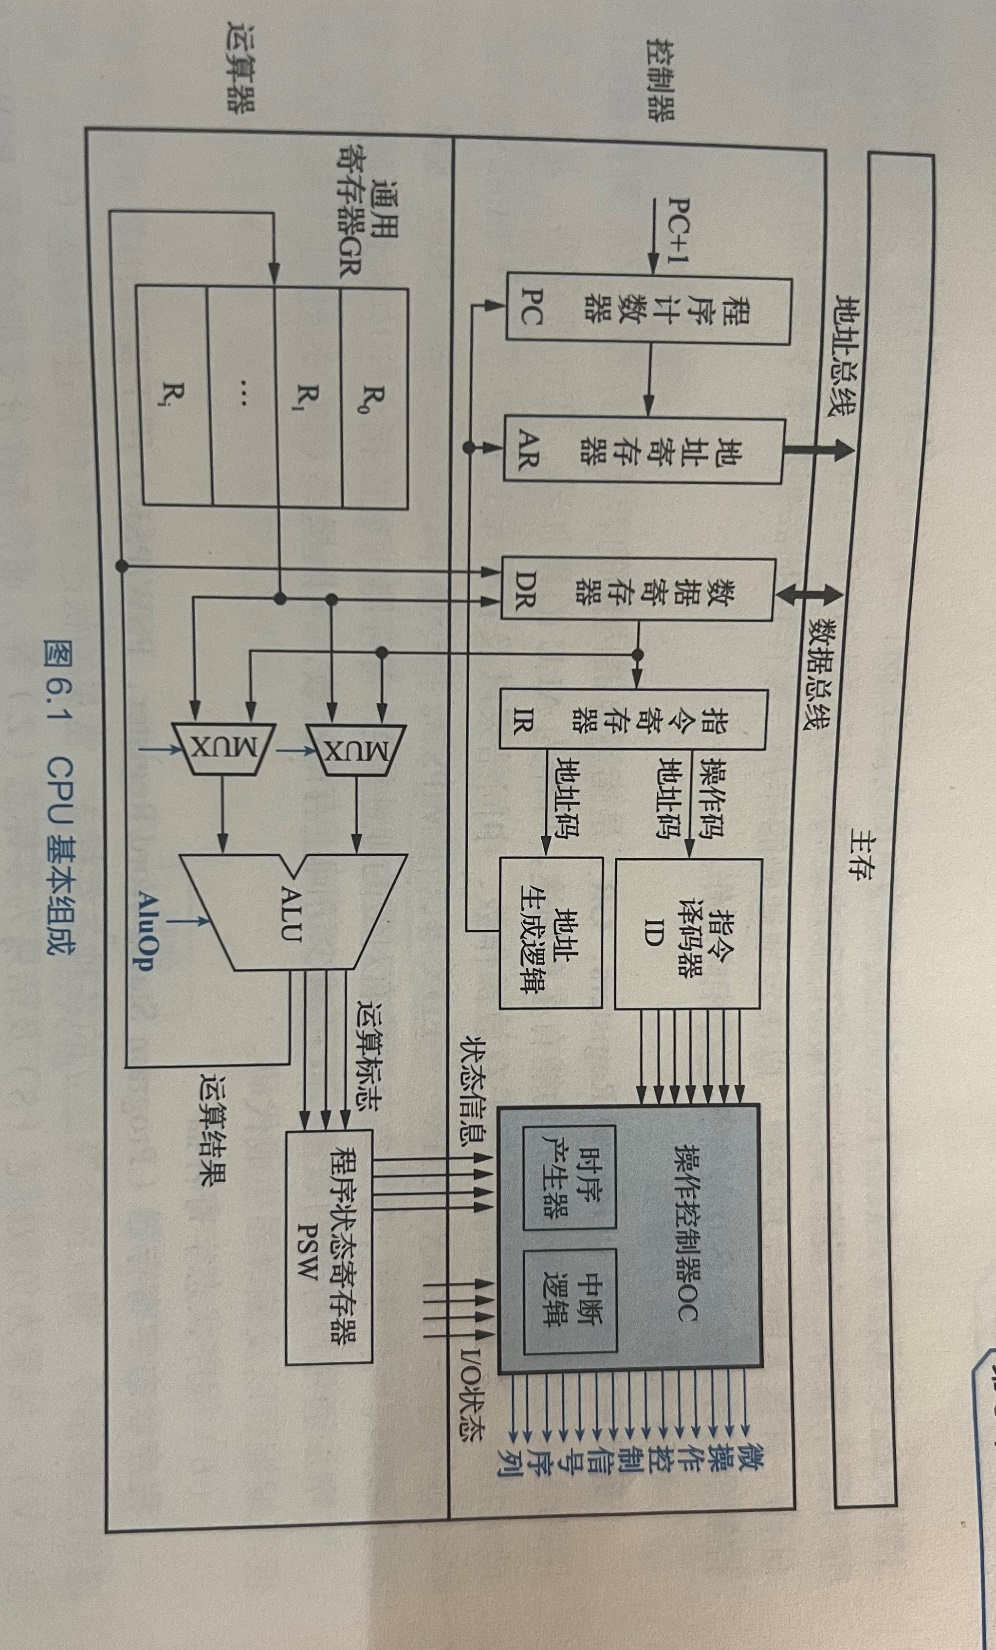 主存
地址总线
数据总线
控制器
PC+1
程序计数器
PC
地址寄存器
AR
数据寄存器
DR
指令寄存器
IR
操作码
地址码
地址码
指令
译码器
ID
地址
生成逻辑
操作控制器OC
时序
产生器
中断
逻辑
微操作控制信号序列
状态信息
I/O状态
运算器
通用
寄存器GR
R0
R1
…
Ri
MUX
MUX
ALU
AluOp
运算标志
运算结果
程序状态寄存器
PSW
图 6.1 CPU 基本组成